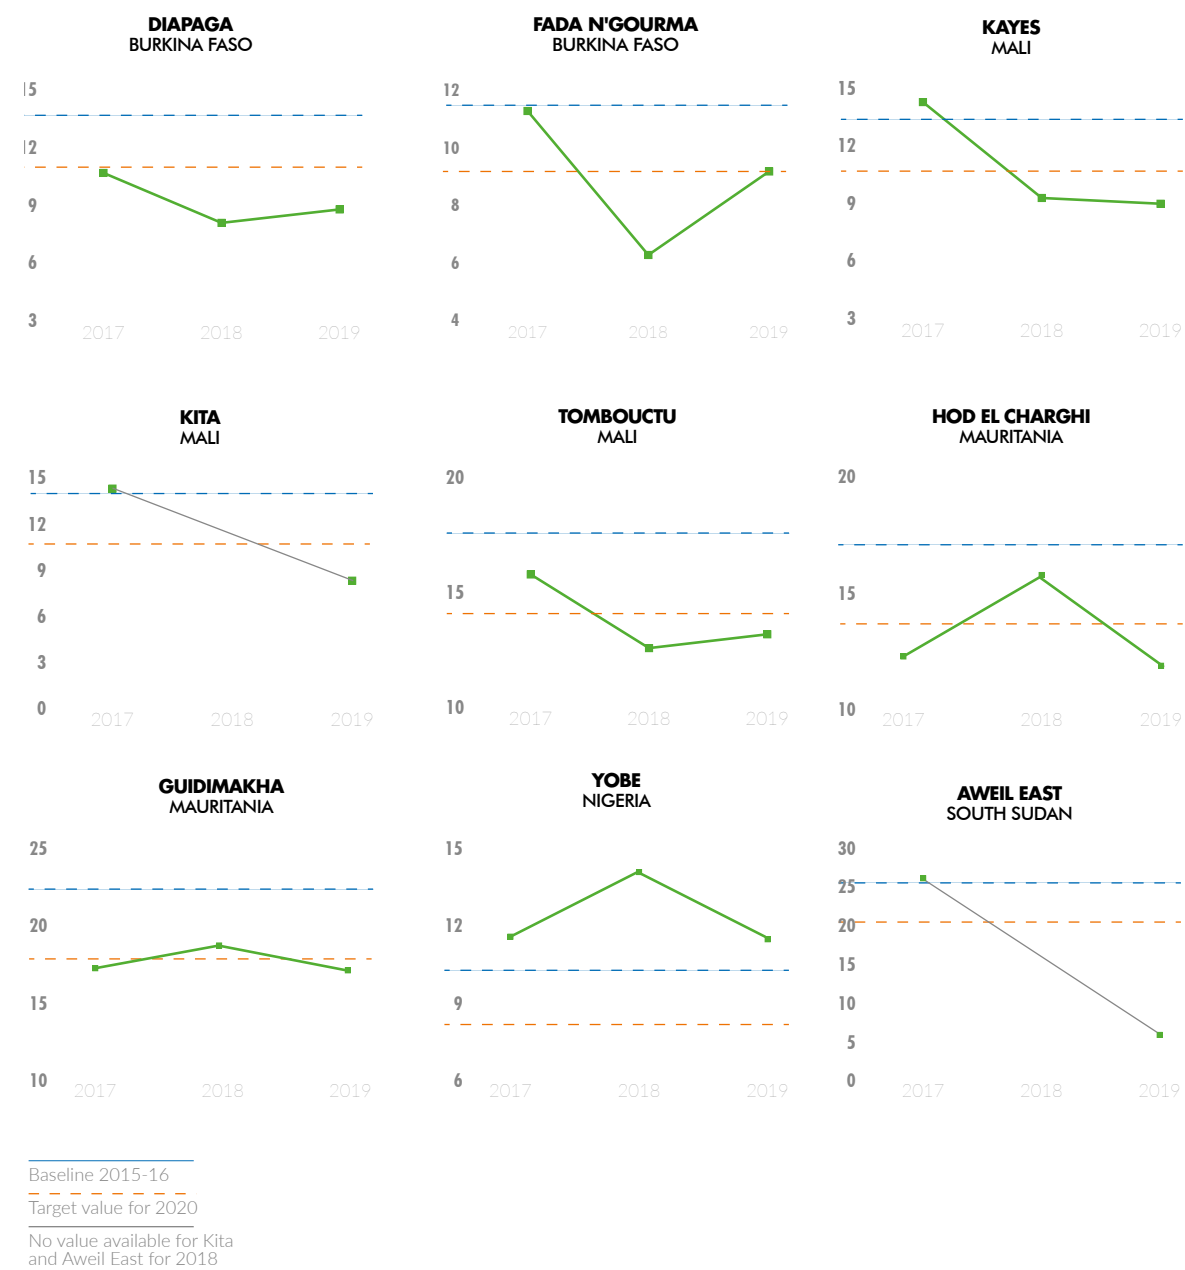 DIAPAGA
BURKINA FASO
15
12
9
6
3
2017 2018 2019
FADA N'GOURMA
BURKINA FASO
12
10
8
6
4
2017 2018 2019
KAYES
MALI
15
12
9
6
3
2017 2018 2019
KITA
MALI
15
12
9
6
3
0
2017 2018 2019
TOMBOUCTU
MALI
20
15
10
2017 2018 2019
HOD EL CHARGHI
MAURITANIA
20
15
10
2017 2018 2019
GUIDIMAKHA
MAURITANIA
25
20
15
10
2017 2018 2019
YOBE
NIGERIA
15
12
9
6
2017 2018 2019
AWEIL EAST
SOUTH SUDAN
30
25
20
15
10
5
0
2017 2018 2019
Baseline 2015-16
Target value for 2020
No value available for Kita
and Aweil East for 2018